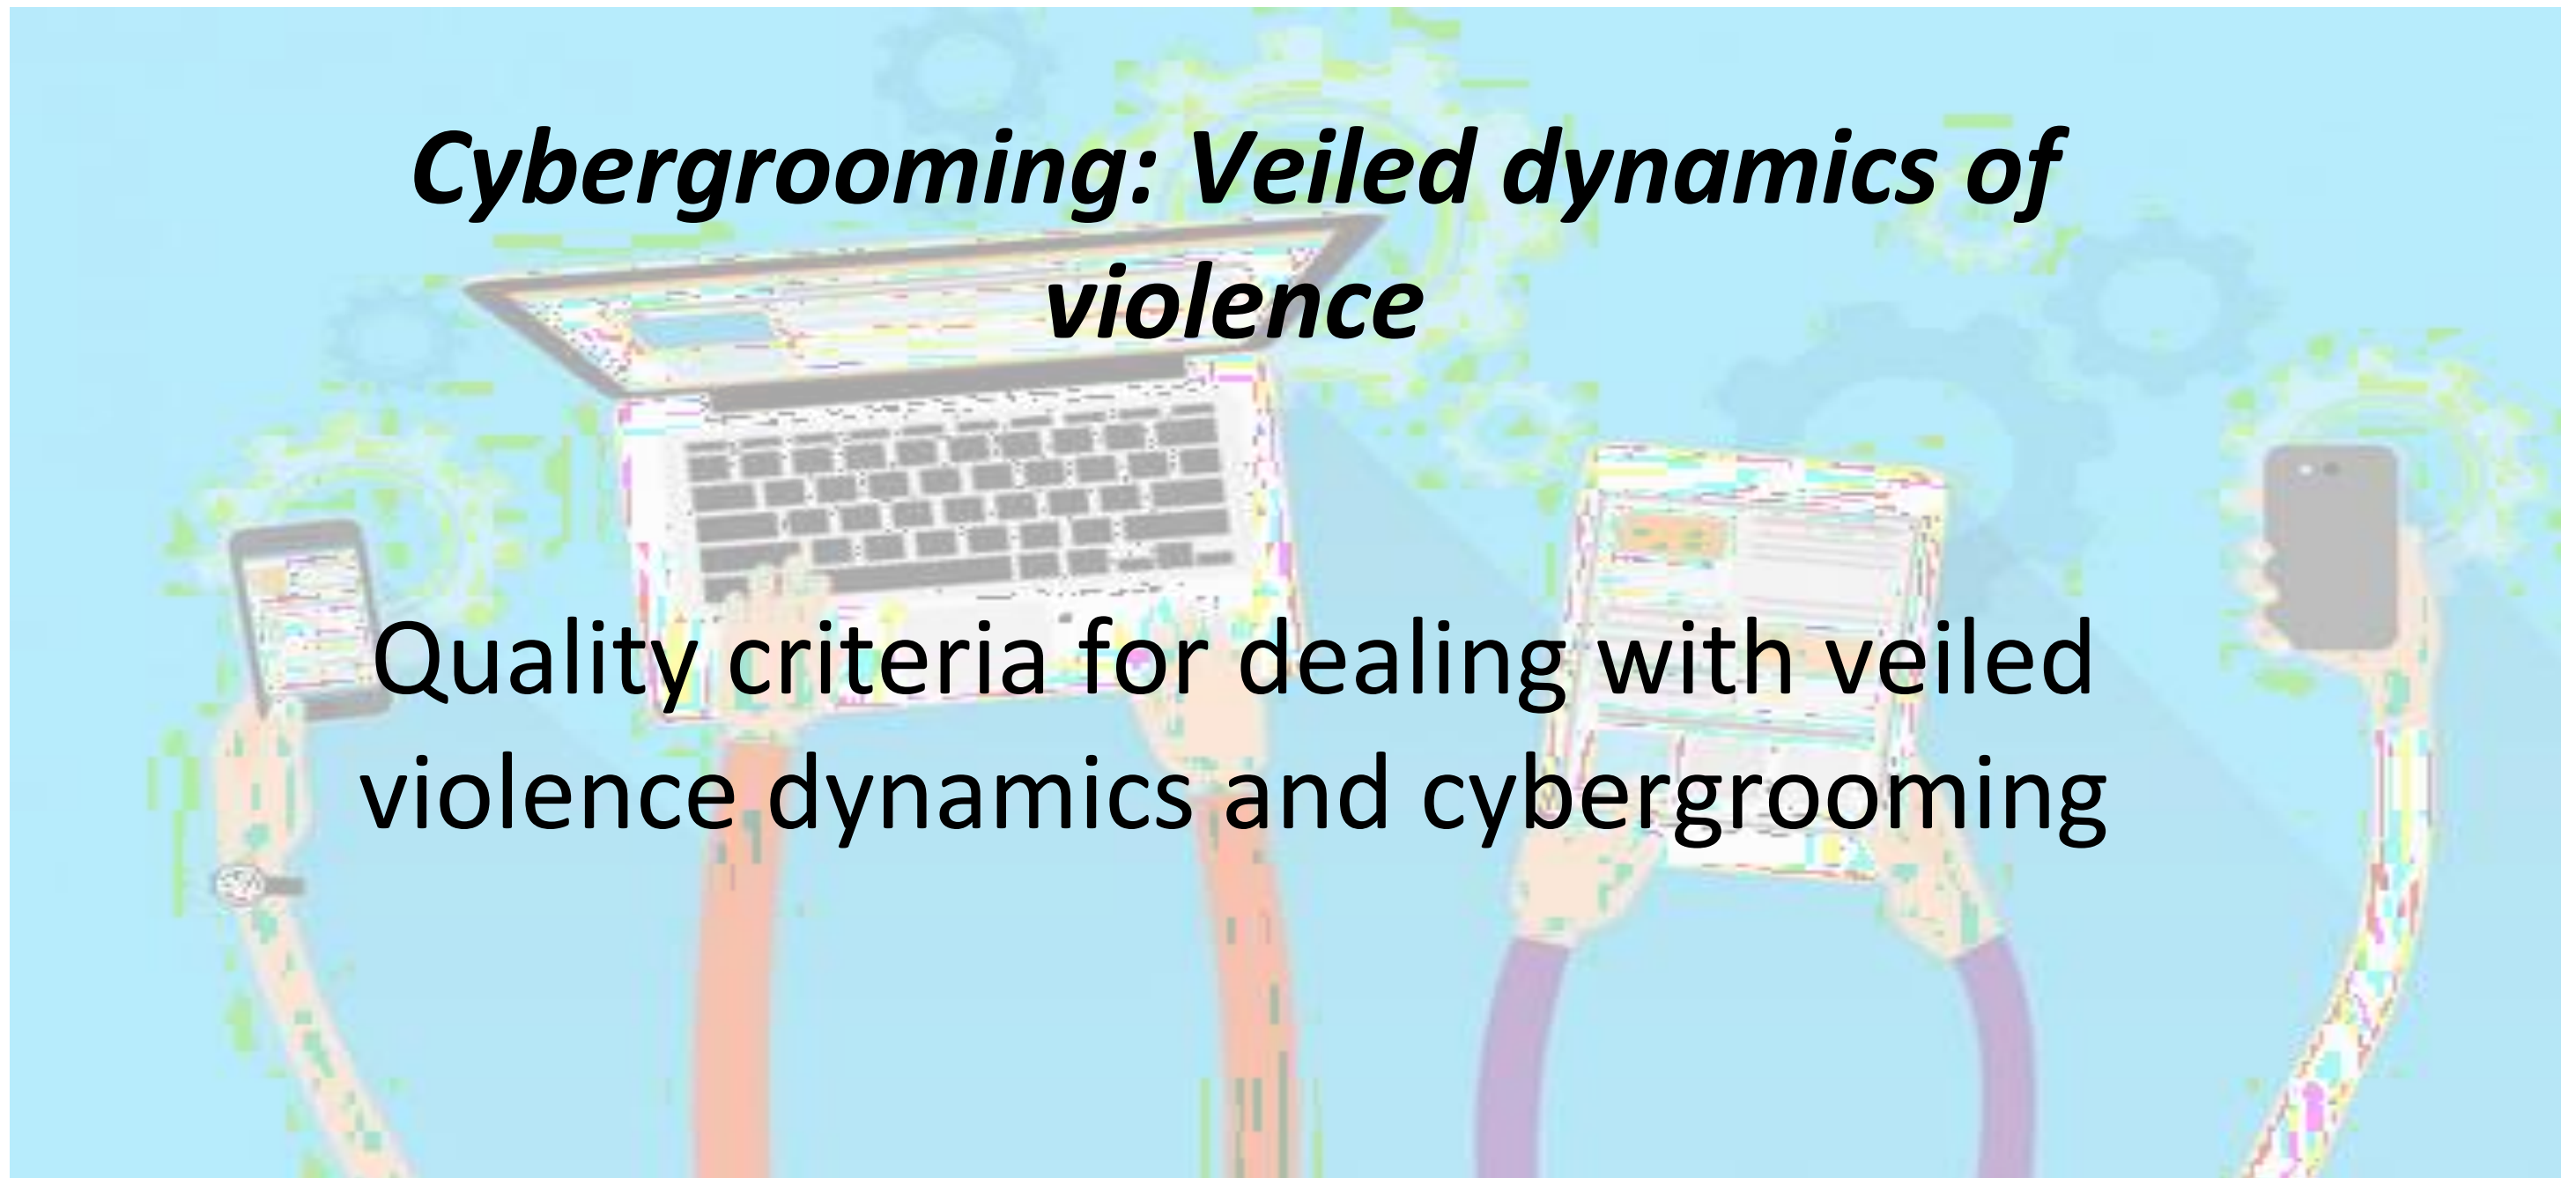 Cybergrooming: Veiled dynamics of
violence
Quality criteria for dealing with veiled
violence dynamics and cybergrooming